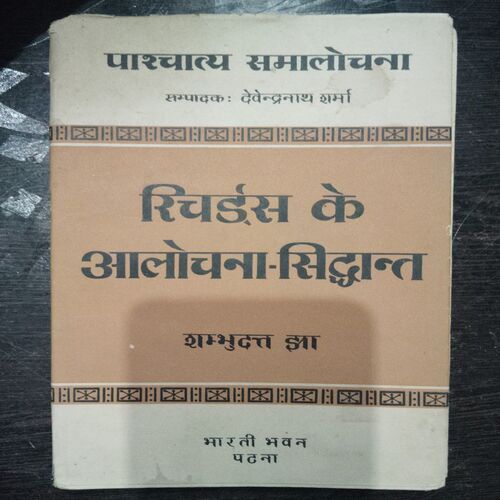 पाश्चात्य समालोचना
सम्पादक: देवेन्द्रनाथ शर्मा
रिचर्ड्स के
आलोचना-सिद्धान्त
शम्भुदत्त झा
भारती भवन
पटना